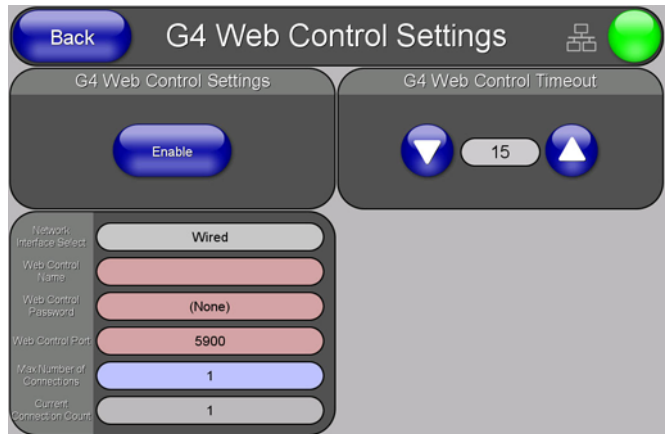 Back
G4 Web Control Settings
G4 Web Control Settings
Enable
G4 Web Control Timeout
15
Network
Interface Select
Wired
Web Control
Name
Web Control
Password
(None)
Web Control Port
5900
Max Number of
Connections
1
Current
Connection Count
1